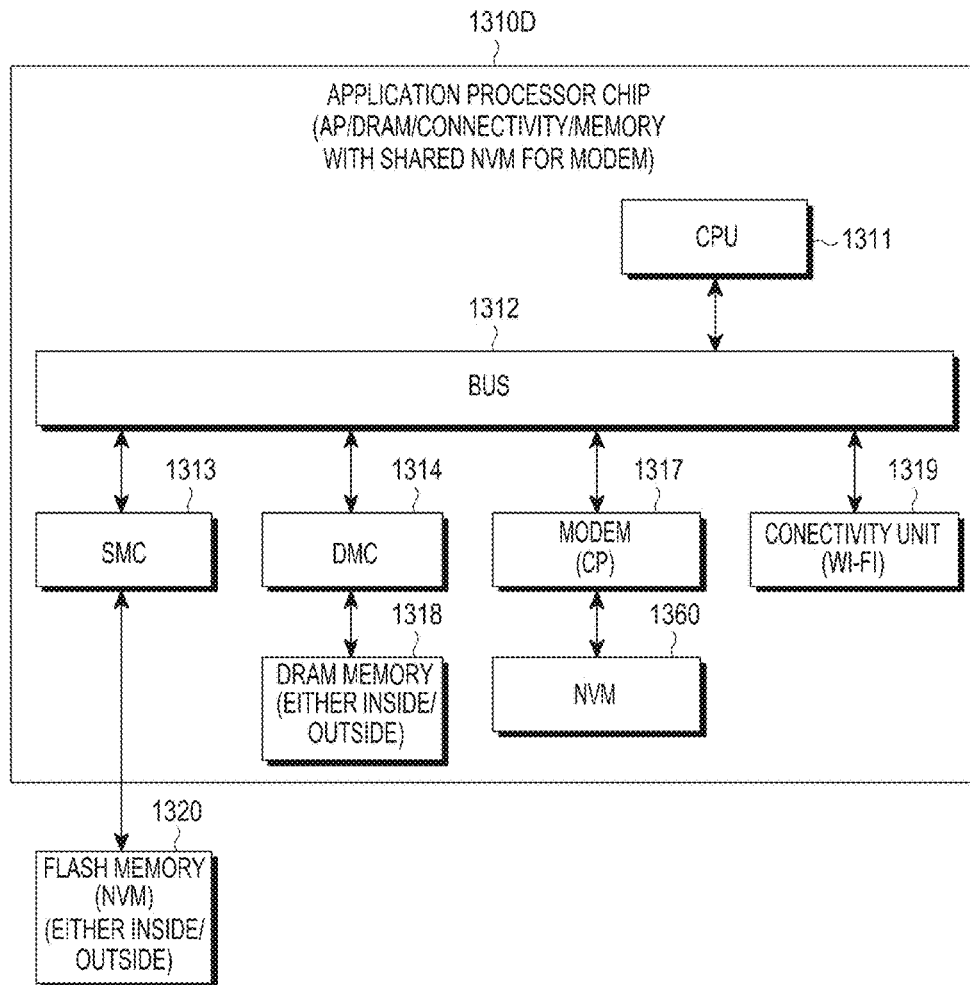 1310D
APPLICATION PROCESSOR CHIP
(AP/DRAM/CONNECTIVITY/MEMORY
WITH SHARED NVM FOR MODEM)
CPU
1311
1312
BUS
1313
1314
1317
1319
SMC
DMC
MODEM
(CP)
CONECTIVITY UNIT
(WI-FI)
1318
1360
DRAM MEMORY
(EITHER INSIDE/
OUTSIDE)
NVM
1320
FLASH MEMORY
(NVM)
(EITHER INSIDE/
OUTSIDE)